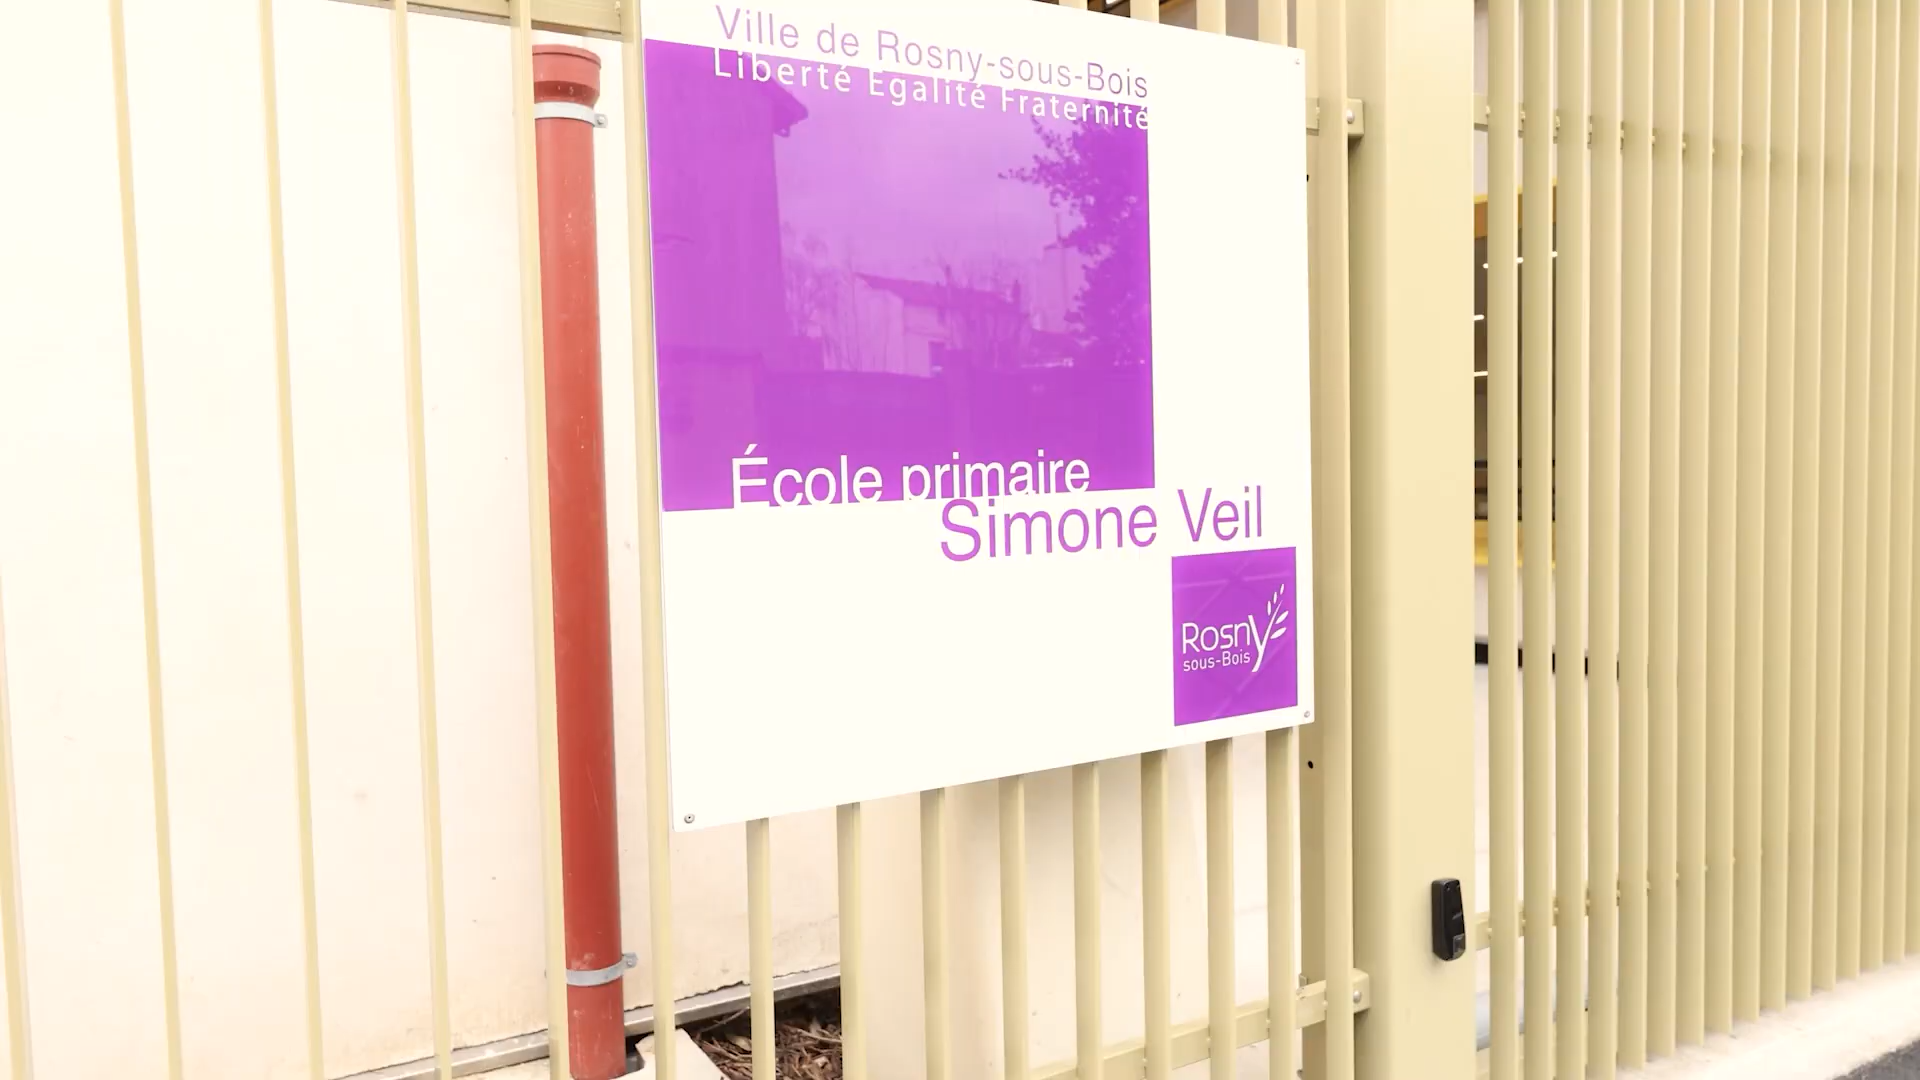 Ville de Rosny-sous-Bois
Liberté Egalité Fraternité
École primaire
Simone Veil
Rosny
sous-Bois